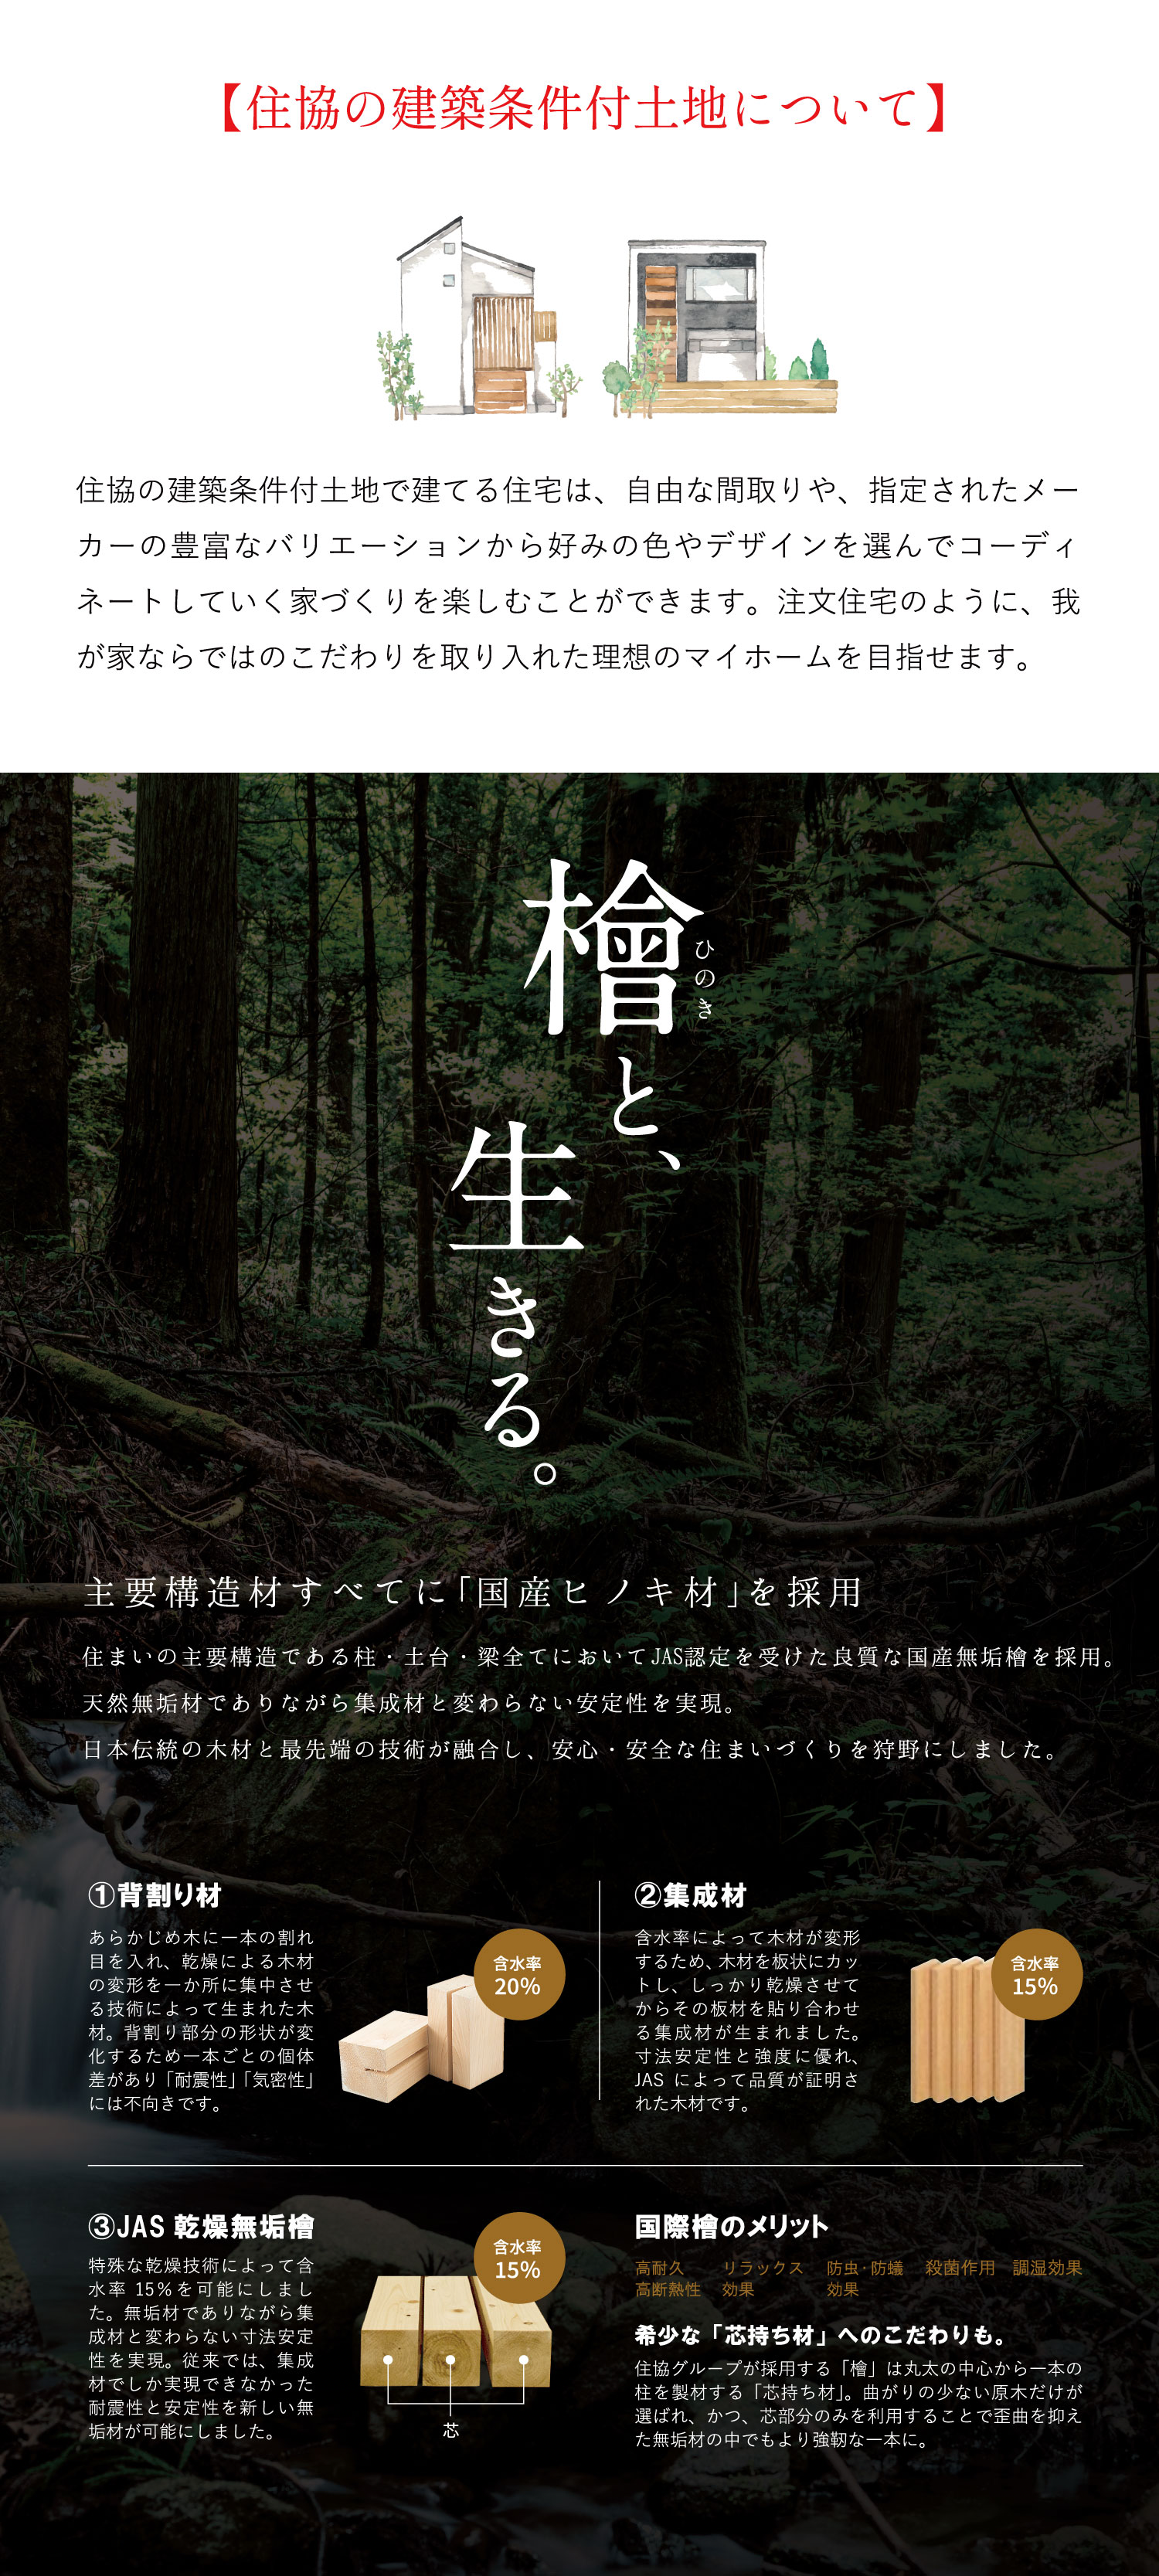 【住協の建築条件付土地について】
住協の建築条件付土地で建てる住宅は、自由な間取りや、指定されたメー
カーの豊富なバリエーションから好みの色やデザインを選んでコーディ
ネートしていく家づくりを楽しむことができます。注文住宅のように、我
が家ならではのこだわりを取り入れた理想のマイホームを目指せます。
檜と、
ひのき
生きる。
主要構造材すべてに「国産ヒノキ材」を採用
住まいの主要構造である柱・土台・梁全てにおいてJAS認定を受けた良質な国産無垢檜を採用。
天然無垢材でありながら集成材と変わらない安定性を実現。
日本伝統の木材と最先端の技術が融合し、安心・安全な住まいづくりを狩野にしました。
①背割り材
あらかじめ木に一本の割れ
目を入れ、乾燥による木材
の変形を一か所に集中させ
る技術によって生まれた木
材。背割り部分の形状が変
化するため一本ごとの個体
差があり「耐震性」「気密性」
には不向きです。
含水率
20%
②集成材
含水率によって木材が変形
するため、木材を板状にカッ
トし、しっかり乾燥させて
からその板材を貼り合わせ
る集成材が生まれました。
寸法安定性と強度に優れ、
JAS によって品質が証明さ
れた木材です。
含水率
15%
③JAS 乾燥無垢檜
特殊な乾燥技術によって含
水率 15%を可能にしまし
た。無垢材でありながら集
成材と変わらない寸法安定
性を実現。従来では、集成
材でしか実現できなかった
耐震性と安定性を新しい無
垢材が可能にしました。
含水率
15%
芯
国際檜のメリット
高耐久 リラックス 防虫・防蟻 殺菌作用 調湿効果
高断熱性 効果 効果
希少な「芯持ち材」へのこだわりも。
住協グループが採用する「檜」は丸太の中心から一本の
柱を製材する「芯持ち材」。曲がりの少ない原木だけが
選ばれ、かつ、芯部分のみを利用することで歪曲を抑え
た無垢材の中でもより強靭な一本に。